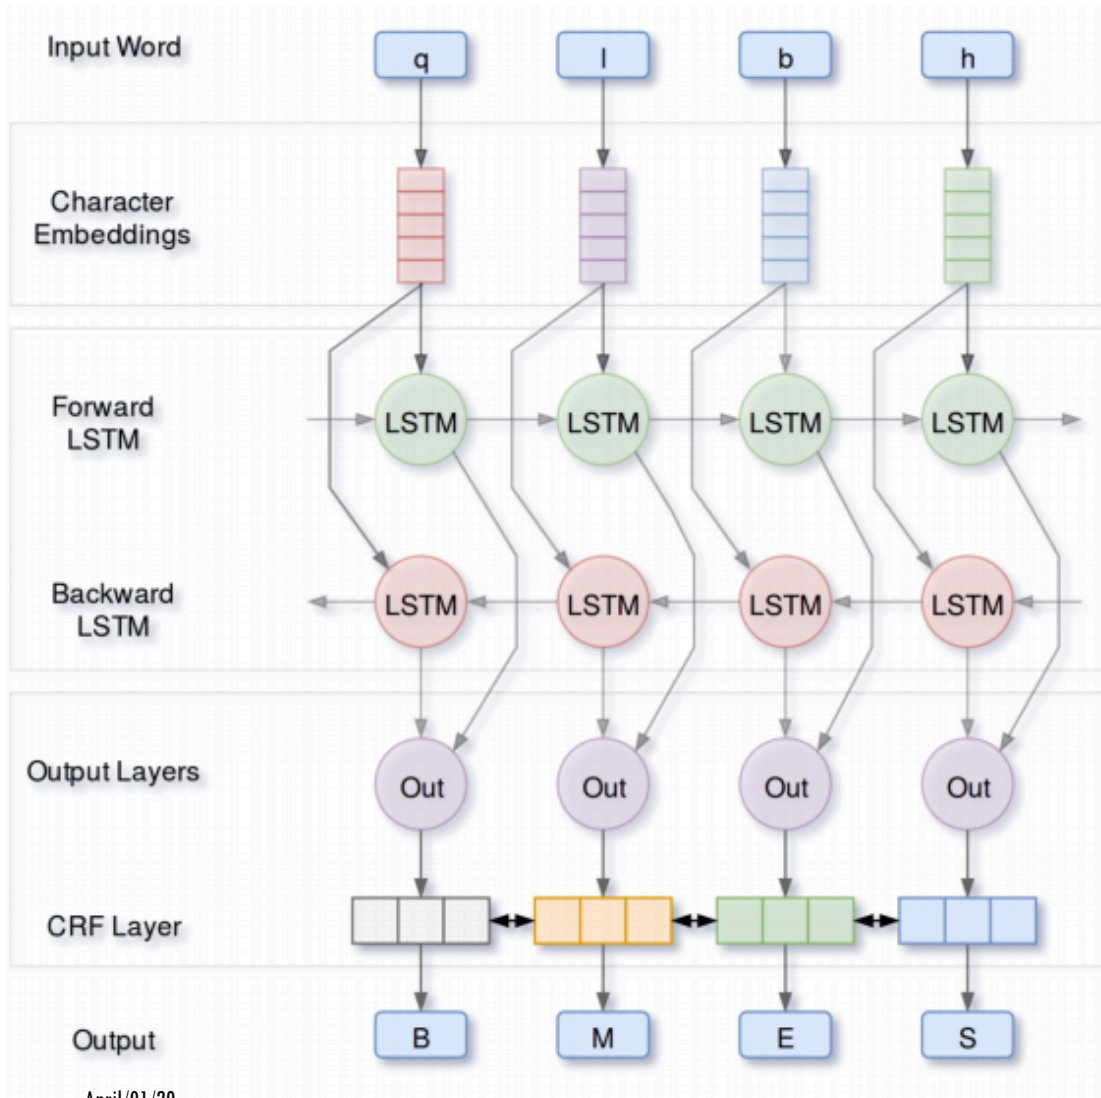 Input Word
q l b h
Character
Embeddings
Forward
LSTM
LSTM LSTM LSTM LSTM
Backward
LSTM
LSTM LSTM LSTM LSTM
Output Layers
Out Out Out Out
CRF Layer
Output
B M E S